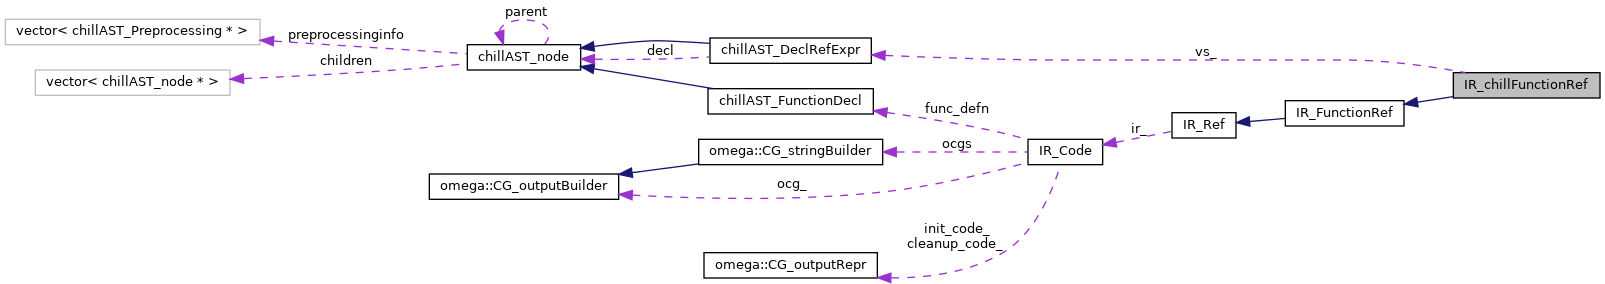 parent
vector< chillAST_Preprocessing * >
preprocessinginfo
chillAST_node
decl
chillAST_DeclRefExpr
vs_
children
vector< chillAST_node * >
IR_chillFunctionRef
chillAST_FunctionDecl
func_defn
IR_FunctionRef
ir_
IR_Ref
omega::CG_stringBuilder
ocgs
IR_Code
omega::CG_outputBuilder
ocg_
init_code_
cleanup_code_
omega::CG_outputRepr